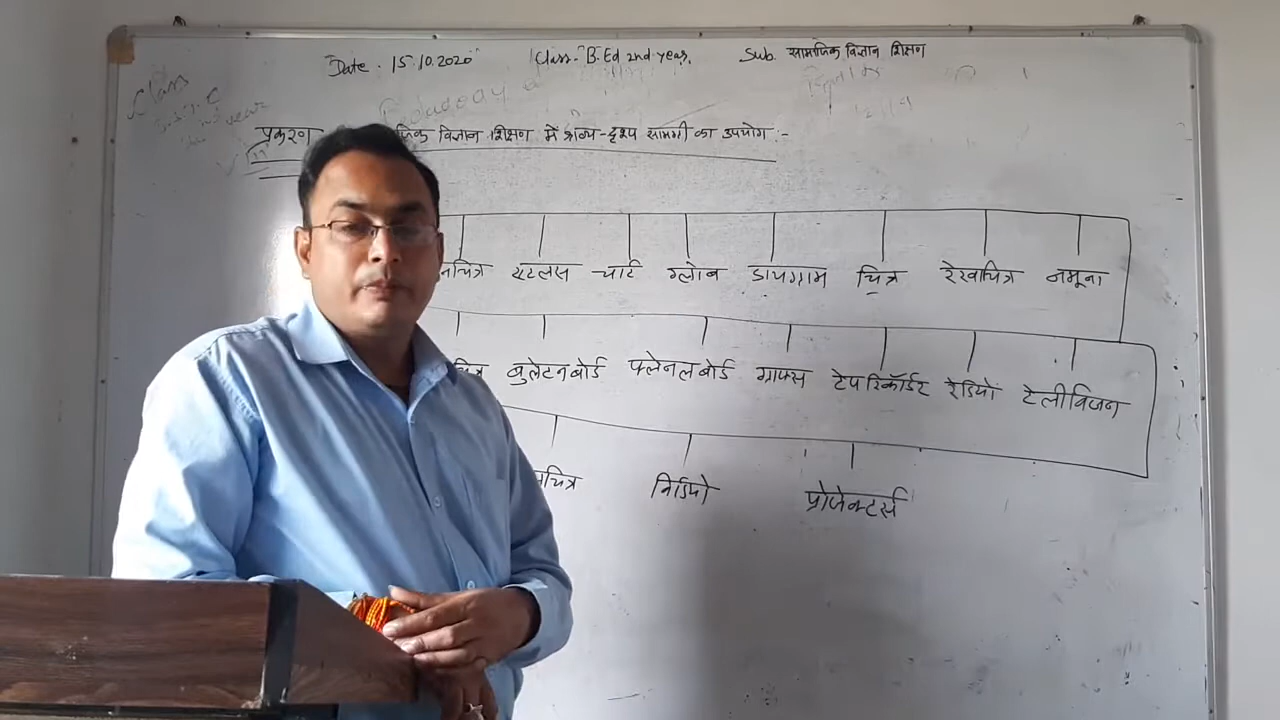 Date. 15.10.2020 Class- B.Ed 2nd year. Sub. सामाजिक विज्ञान शिक्षण
प्रकरण विज्ञान शिक्षण में श्रव्य-दृश्य सामग्री का उपयोग :-
एटलस चार्ट ग्लोब डायग्राम चित्र रेखाचित्र नमूना
बुलेटनबोर्ड फ्लेनलबोर्ड ग्राफ्स टेपरिकॉर्डर रेडियो टेलीविजन
प्रोजेक्टर्स